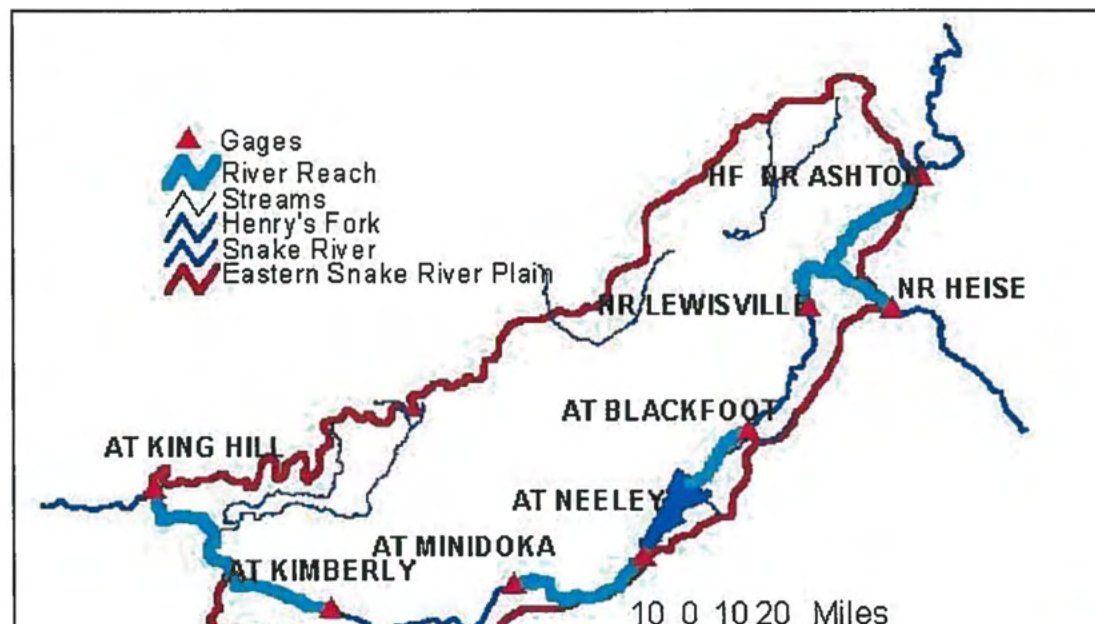 Gages
River Reach
Streams
Henry's Fork
Snake River
Eastern Snake River Plain
HF NR ASHTON
NR LEWISVILLE
NR HEISE
AT BLACKFOOT
AT KING HILL
AT NEELEY
AT MINIDOKA
AT KIMBERLY
10 0 10 20 Miles